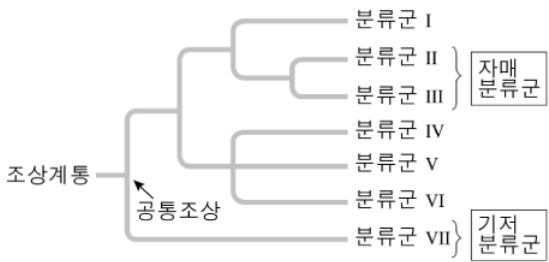 분류군 I
분류군 II
분류군 III
자매
분류군
분류군 IV
조상계통
분류군 V
공통조상
분류군 VI
분류군 VII
기저
분류군